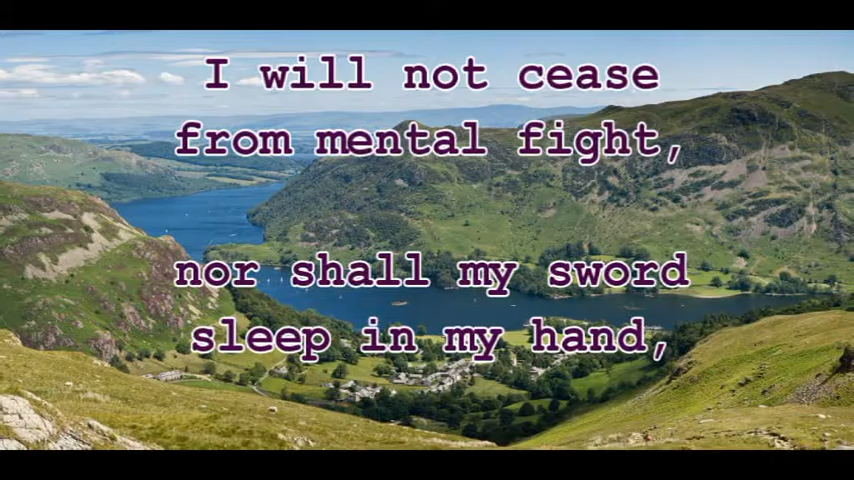 I will not cease
from mental fight,
nor shall my sword
sleep in my hand,